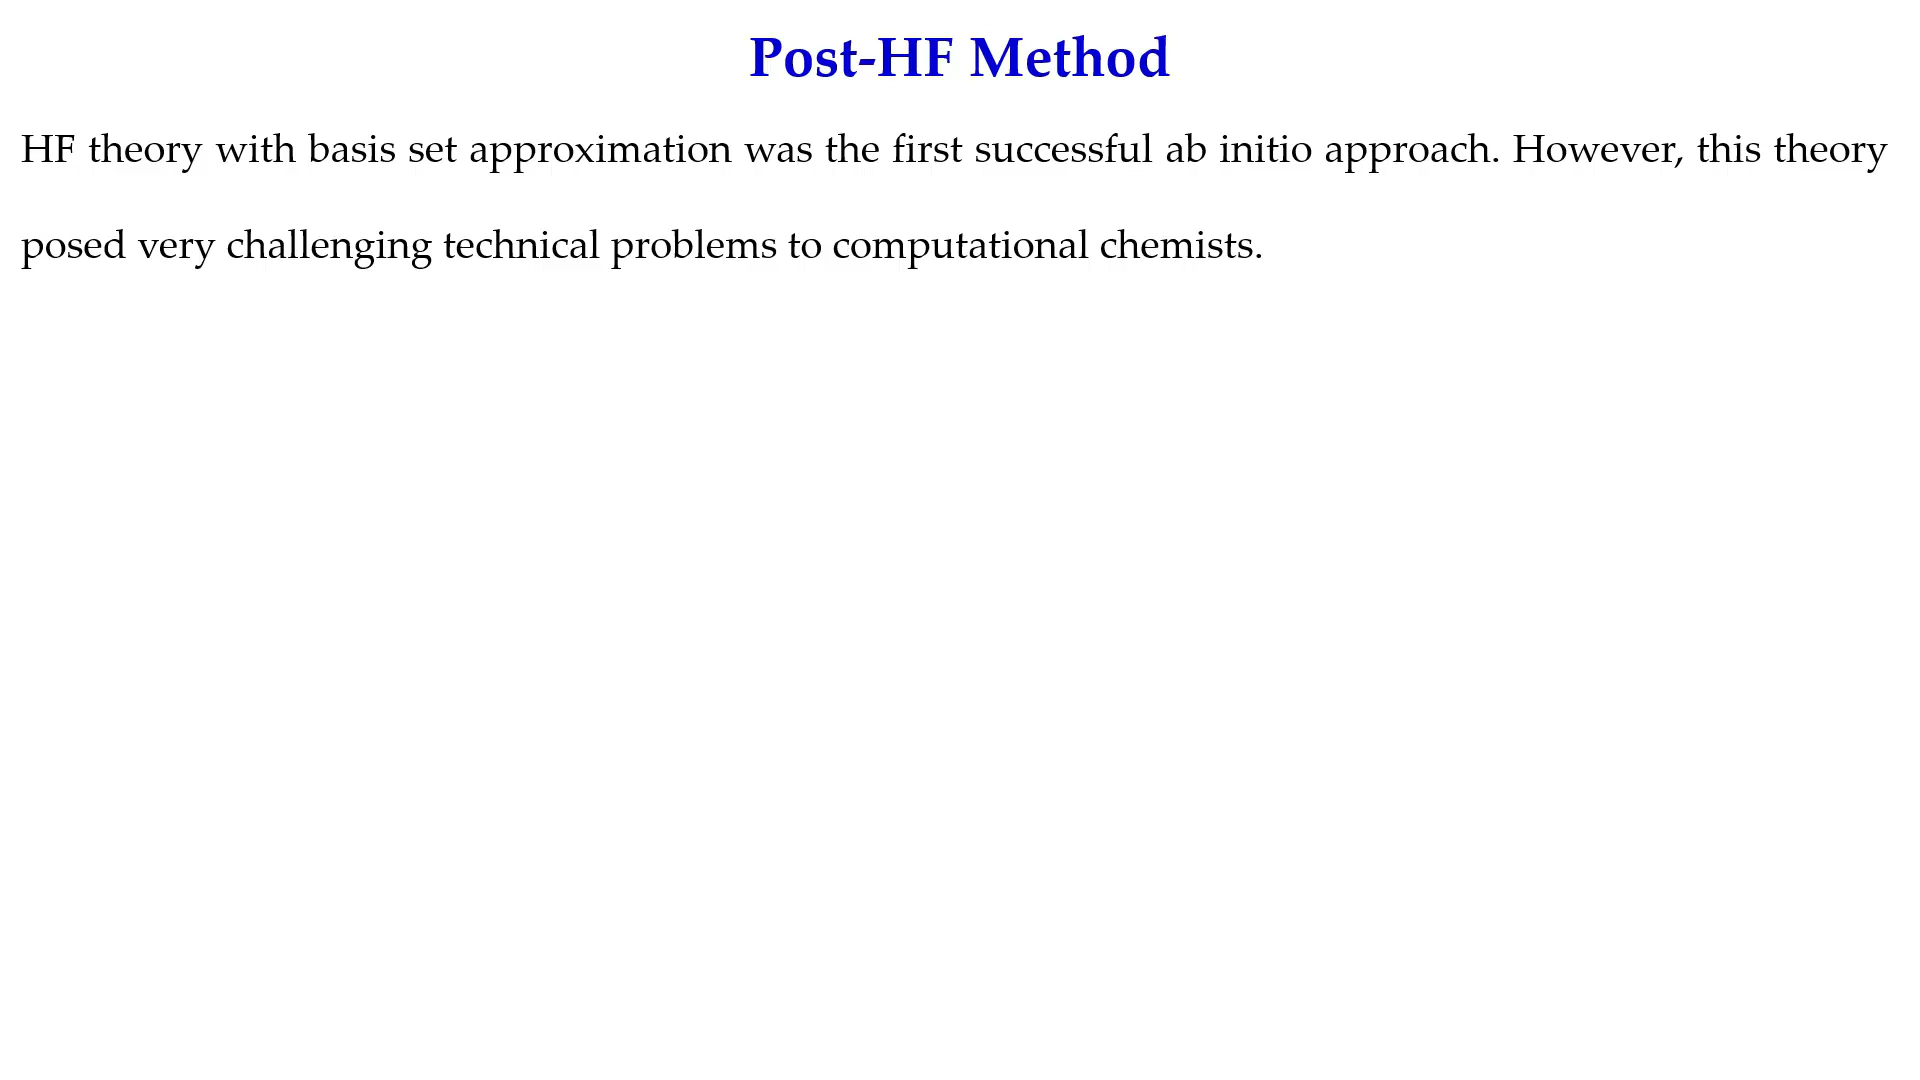 Post-HF Method
HF theory with basis set approximation was the first successful ab initio approach. However, this theory
posed very challenging technical problems to computational chemists.